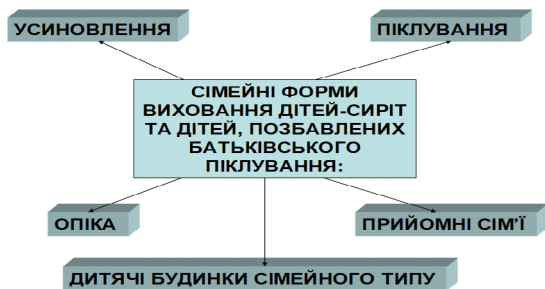 УСИНОВЛЕННЯ
ПІКЛУВАННЯ
СІМЕЙНІ ФОРМИ
ВИХОВАННЯ ДІТЕЙ-СИРІТ
ТА ДІТЕЙ, ПОЗБАВЛЕНИХ
БАТЬКІВСЬКОГО
ПІКЛУВАННЯ:
ОПІКА
ПРИЙОМНІ СІМ'Ї
ДИТЯЧІ БУДИНКИ СІМЕЙНОГО ТИПУ